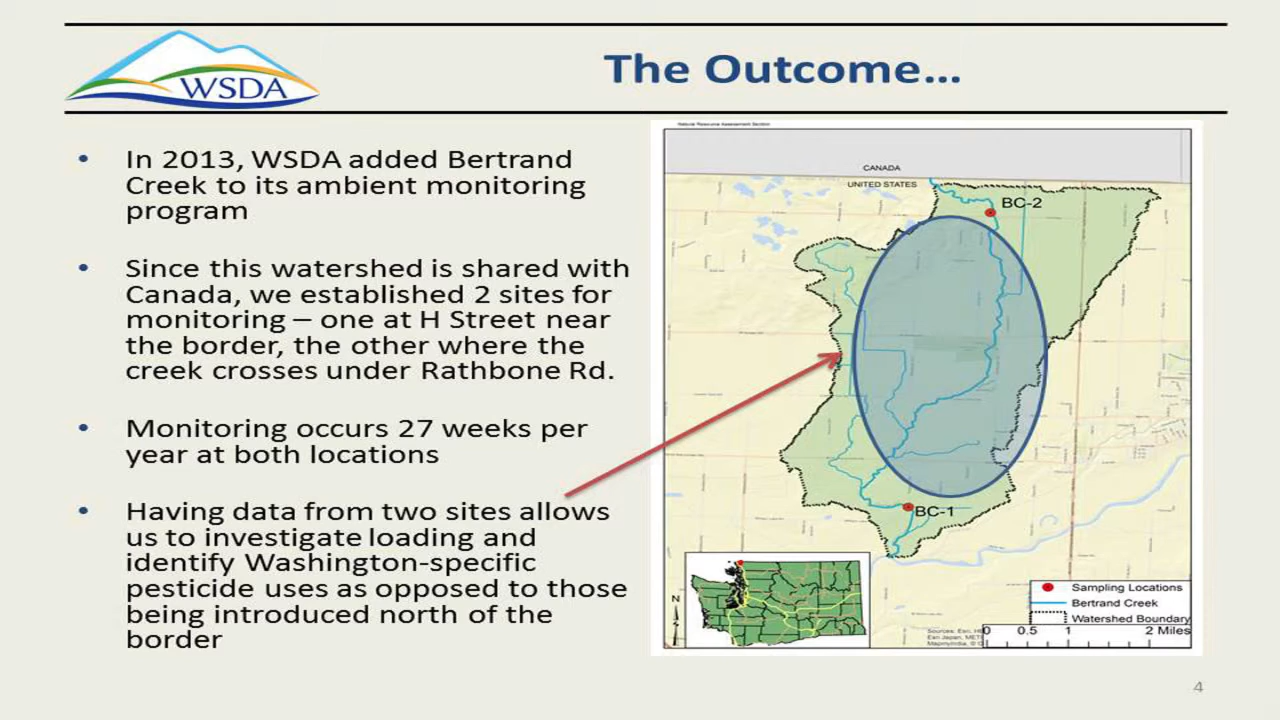 WSDA
The Outcome...
• In 2013, WSDA added Bertrand
Creek to its ambient monitoring
program
• Since this watershed is shared with
Canada, we established 2 sites for
monitoring – one at H Street near
the border, the other where the
creek crosses under Rathbone Rd.
• Monitoring occurs 27 weeks per
year at both locations
• Having data from two sites allows
us to investigate loading and
identify Washington-specific
pesticide uses as opposed to those
being introduced north of the
border
Natural Resource Assessment Section
CANADA
UNITED STATES
BC-2
BC-1
N
Sampling Locations
Bertrand Creek
Watershed Boundary
0 0.5 1 2 Miles
Sources: Esri,
Esri Japan,
4